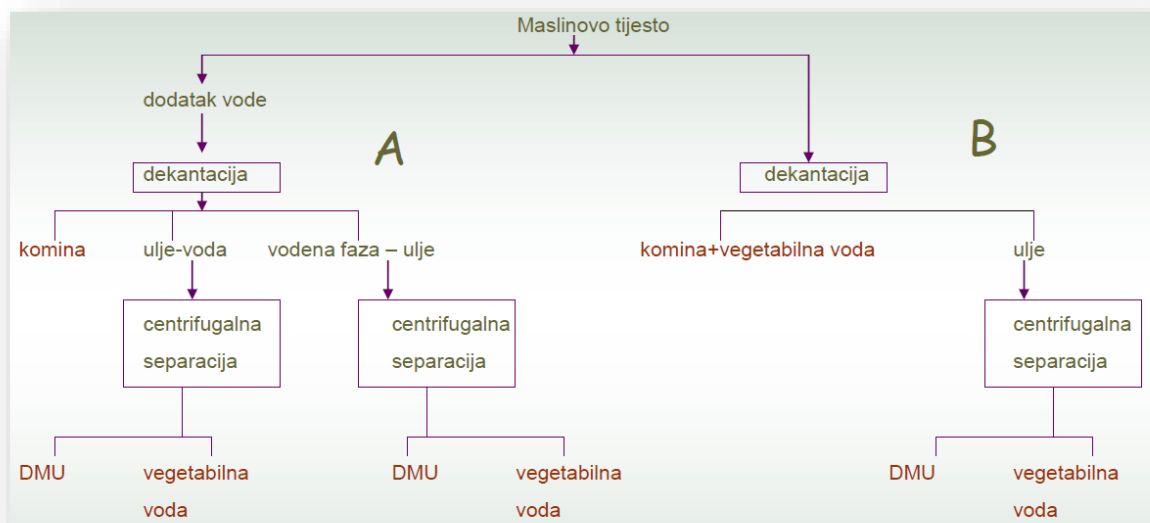 Maslinovo tijesto
dodatak vode
A
B
dekantacija
dekantacija
komina
ulje-voda
vodena faza – ulje
komina+vegetabilna voda
ulje
centrifugalna
separacija
centrifugalna
separacija
centrifugalna
separacija
DMU
vegetabilna
voda
DMU
vegetabilna
voda
DMU
vegetabilna
voda